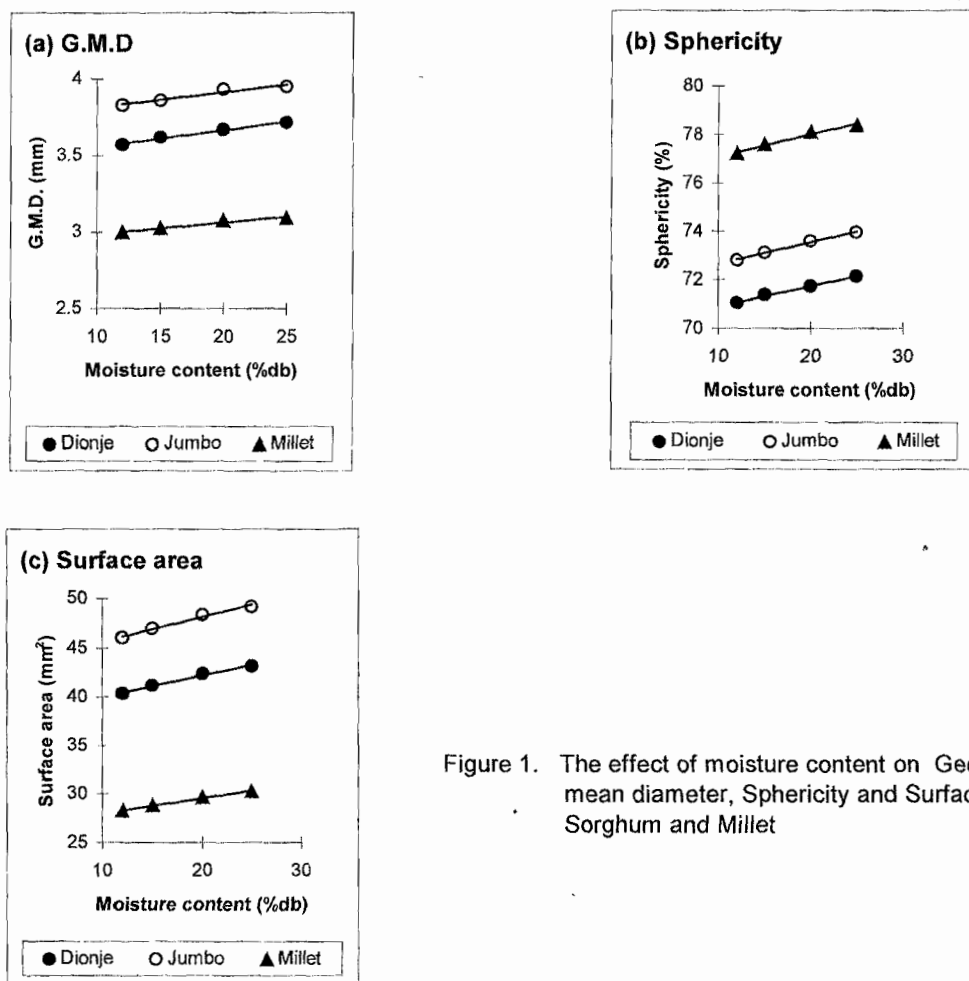 (a) G.M.D
4
3.5
3
2.5
G.M.D. (mm)
10 15 20 25
Moisture content (%db)
Dionje Jumbo Millet
(b) Sphericity
80
78
76
74
72
70
Sphericity (%)
10 20 30
Moisture content (%db)
Dionje Jumbo Millet
(c) Surface area
50
45
40
35
30
25
Surface area (mm²)
10 20 30
Moisture content (%db)
Dionje Jumbo Millet
Figure 1. The effect of moisture content on
mean diameter, Sphericity and
Sorghum and Millet